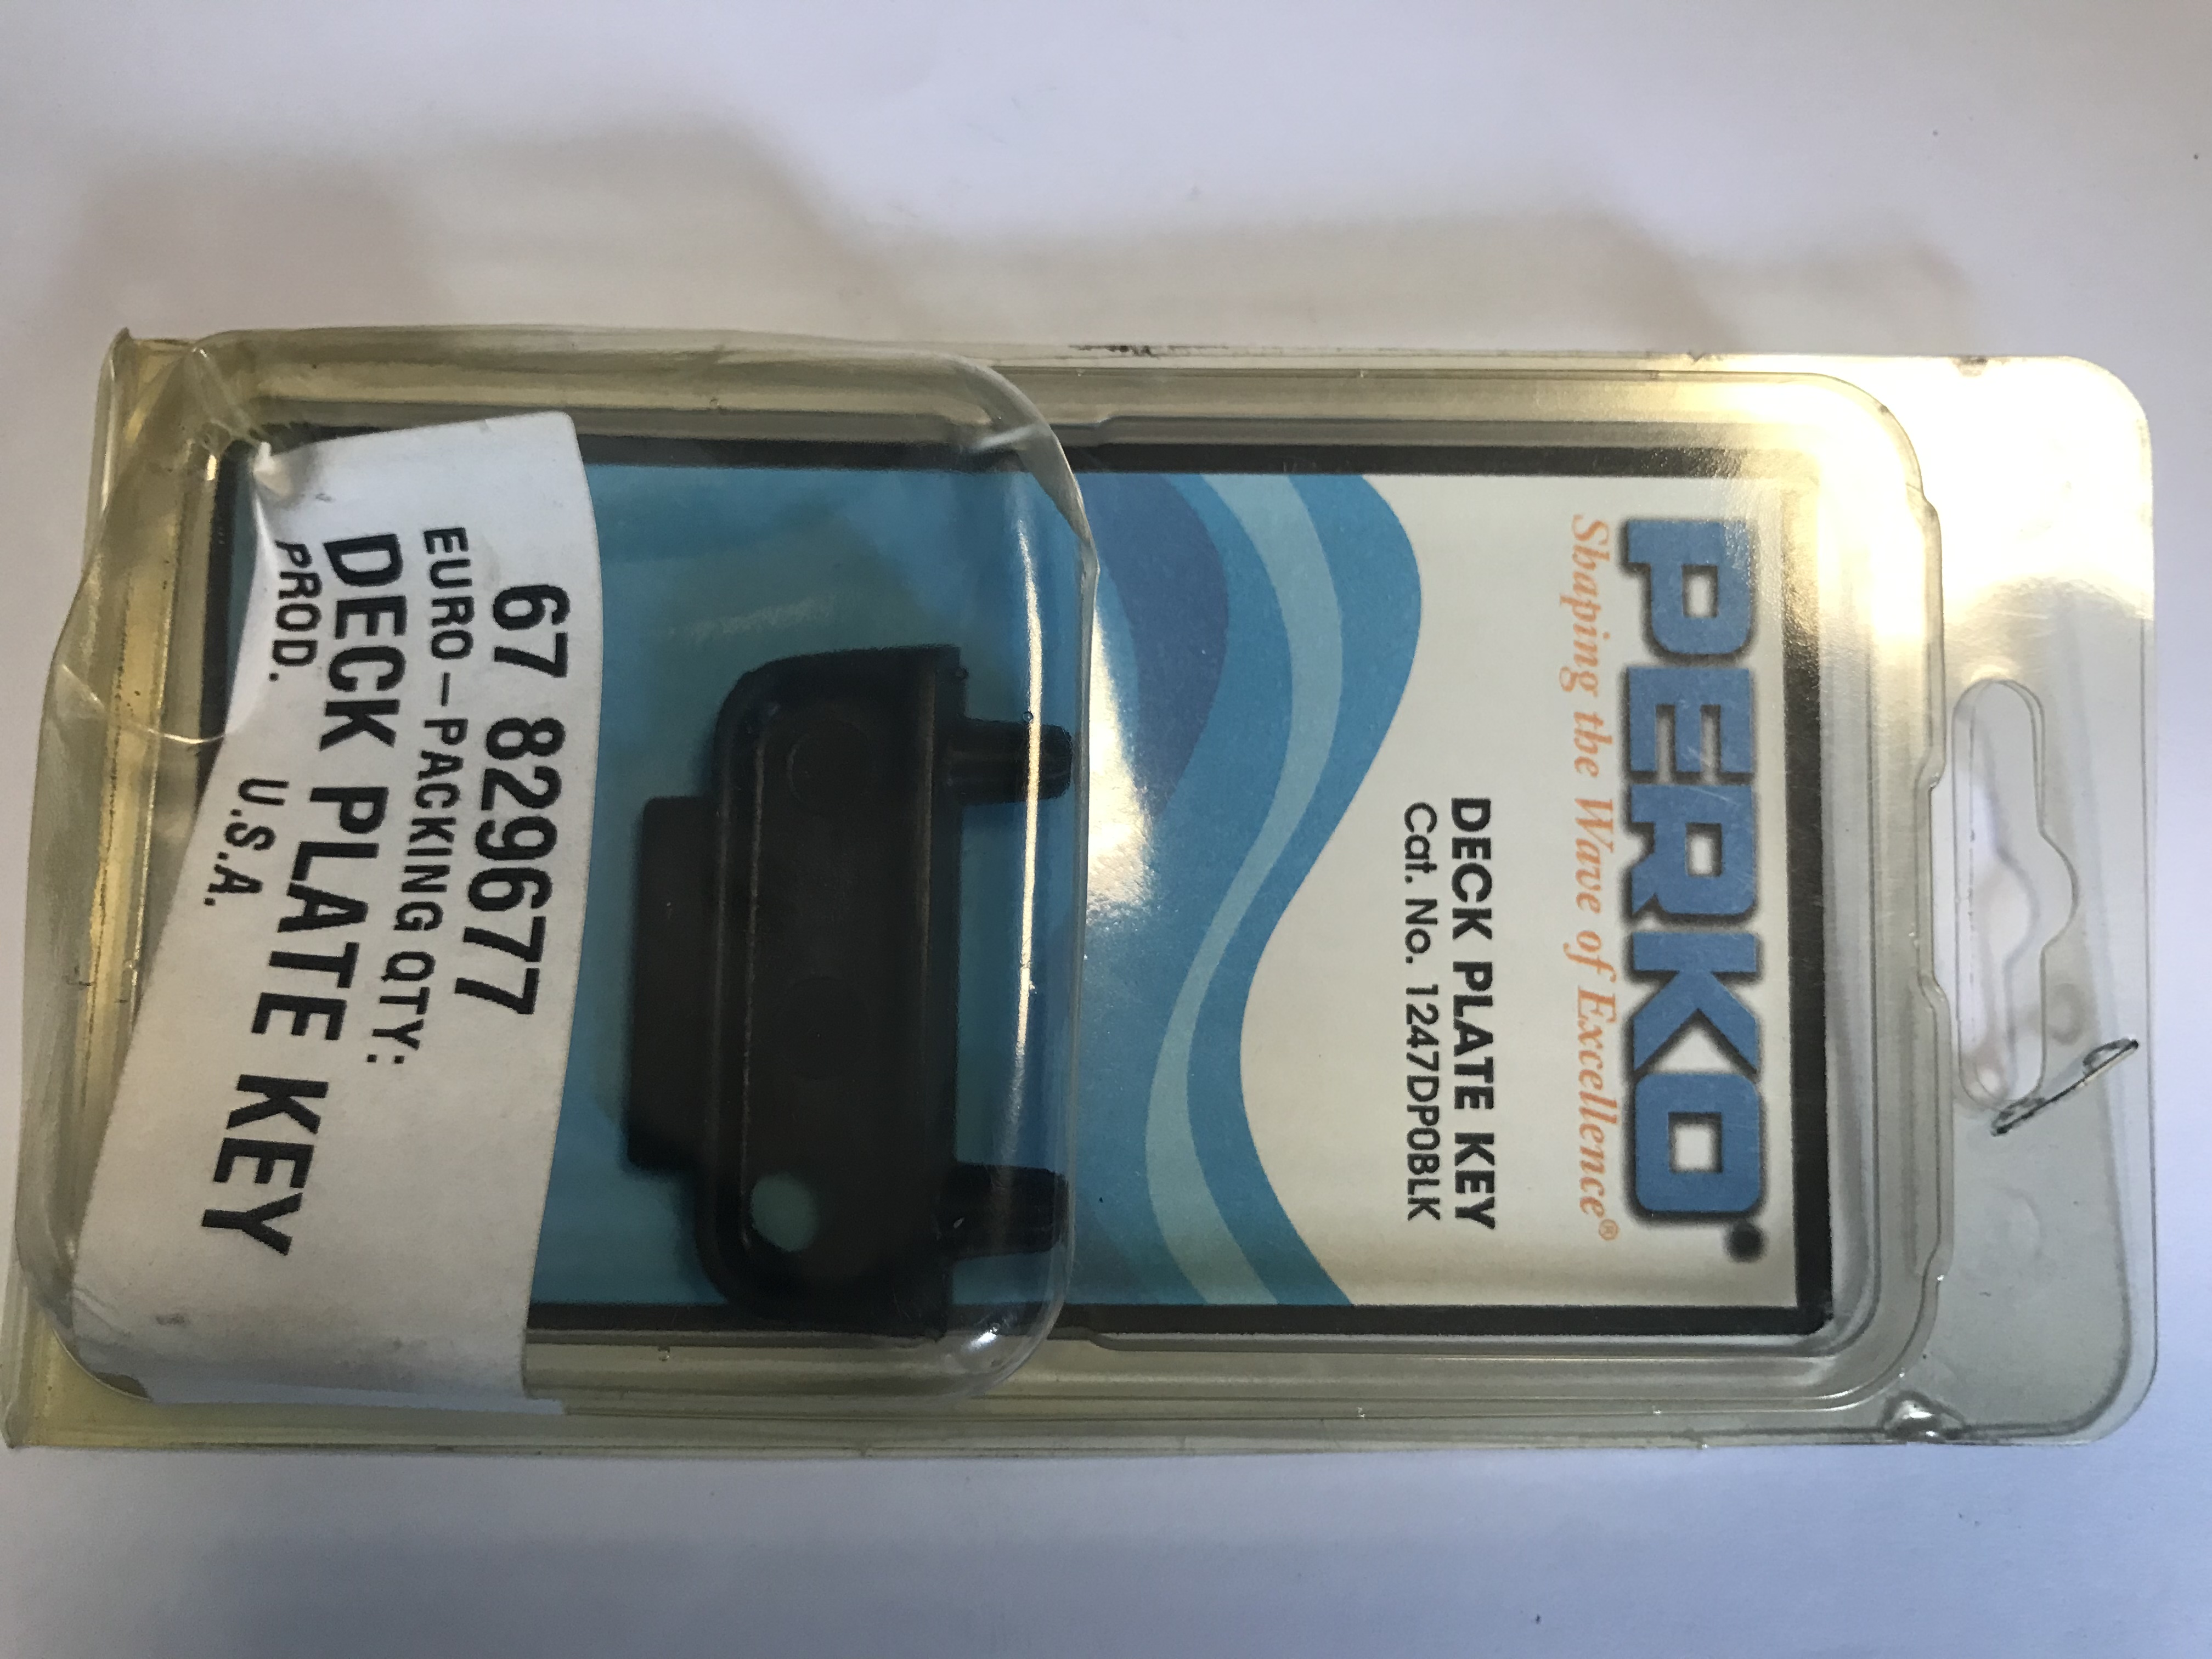 PERKO
Shaping the Wave of Excellence®
DECK PLATE KEY
Cat. No. 1247DP0BLK
67 829677
EURO-PACKING QTY:
DECK PLATE KEY
PROD. U.S.A.